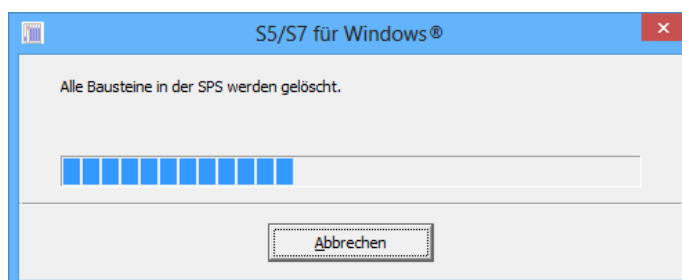 S5/S7 für Windows®
Alle Bausteine in der SPS werden gelöscht.
Abbrechen